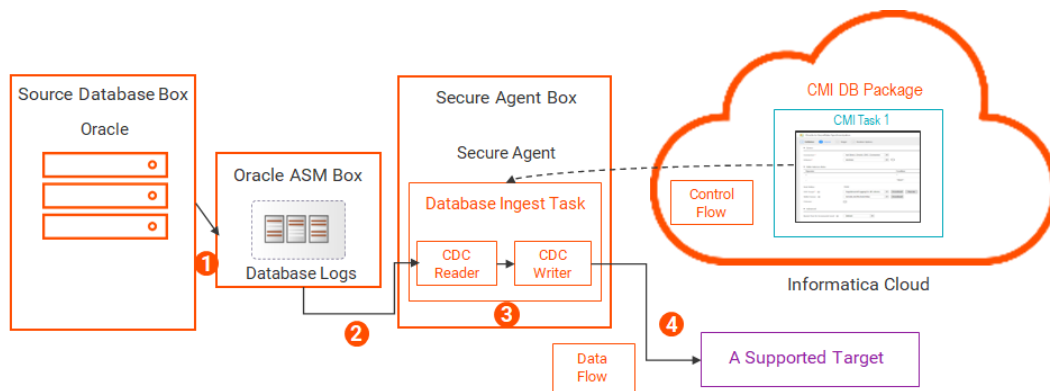 Source Database Box
Oracle
1
Oracle ASM Box
Database Logs
2
Secure Agent Box
Secure Agent
Database Ingest Task
CDC
Reader
CDC
Writer
3
Data
Flow
4
A Supported Target
CMI DB Package
CMI Task 1
Control
Flow
Informatica Cloud